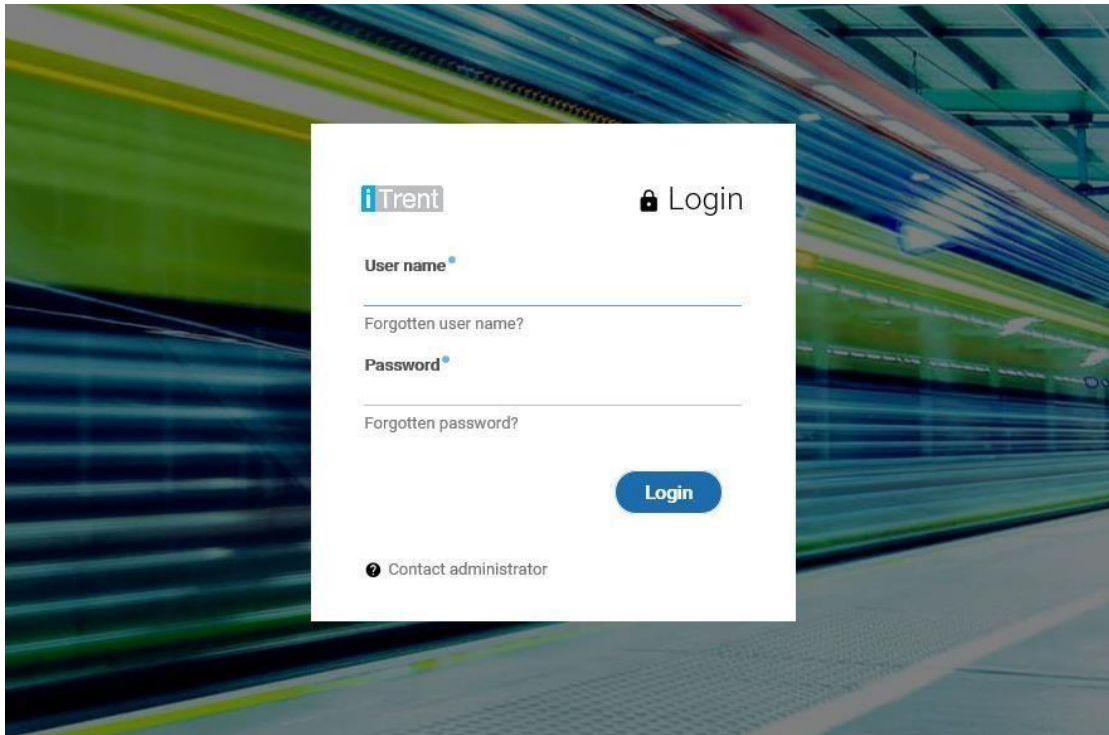 iTrent
Login
User name
Forgotten user name?
Password
Forgotten password?
Login
Contact administrator